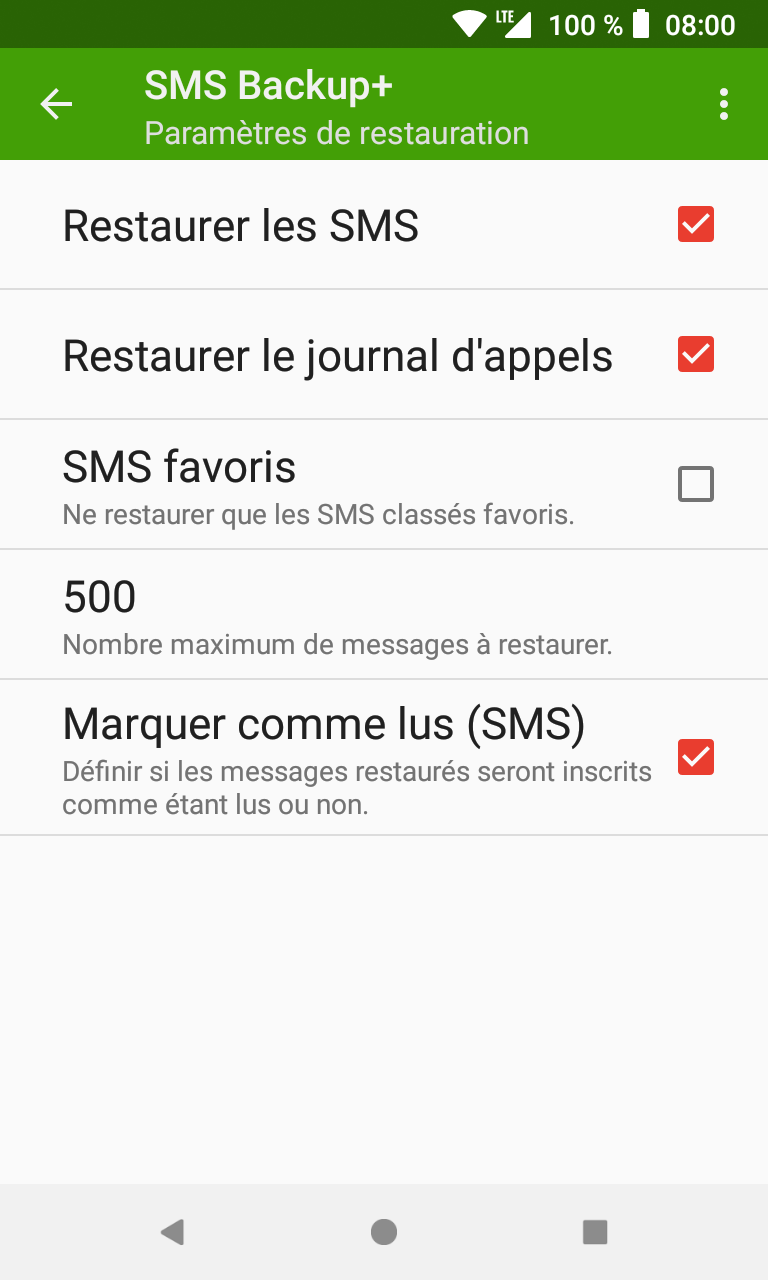 LTE 100 % 08:00
SMS Backup+
Paramètres de restauration
Restaurer les SMS
Restaurer le journal d'appels
SMS favoris
Ne restaurer que les SMS classés favoris.
500
Nombre maximum de messages à restaurer.
Marquer comme lus (SMS)
Définir si les messages restaurés seront inscrits
comme étant lus ou non.